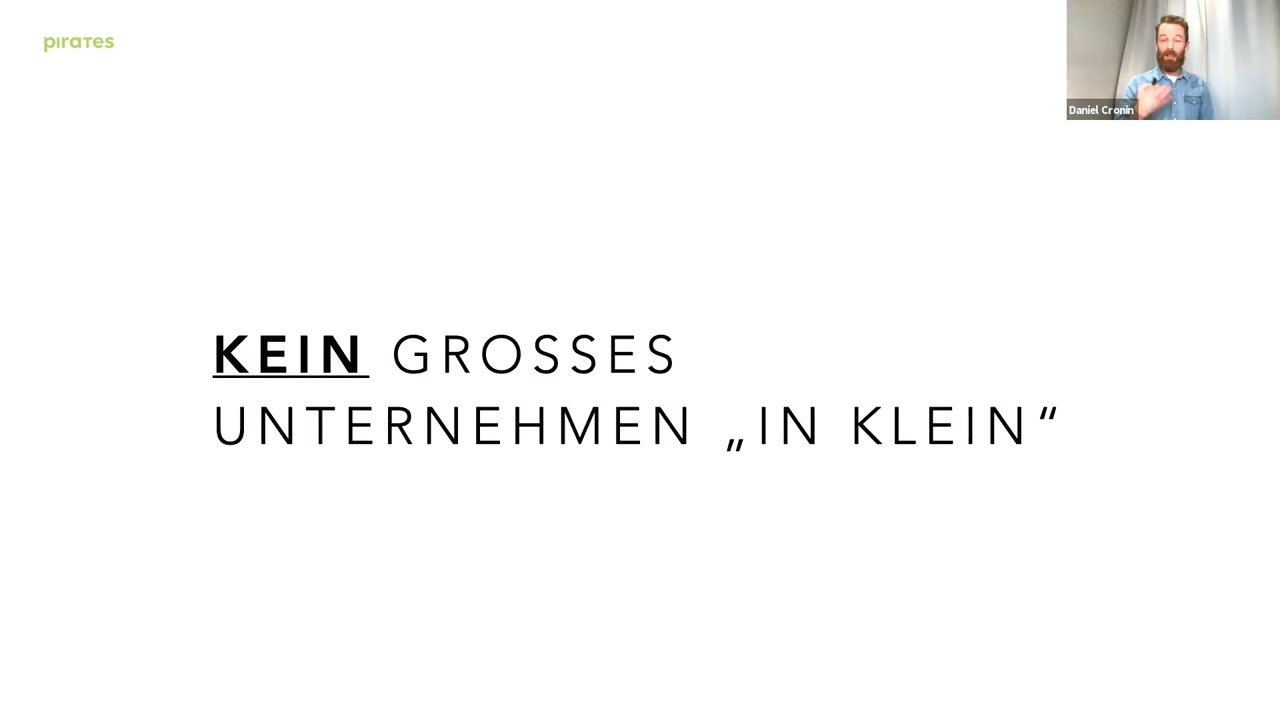 pirates
Daniel Cronin
KEIN GROSSES
UNTERNEHMEN „IN KLEIN“